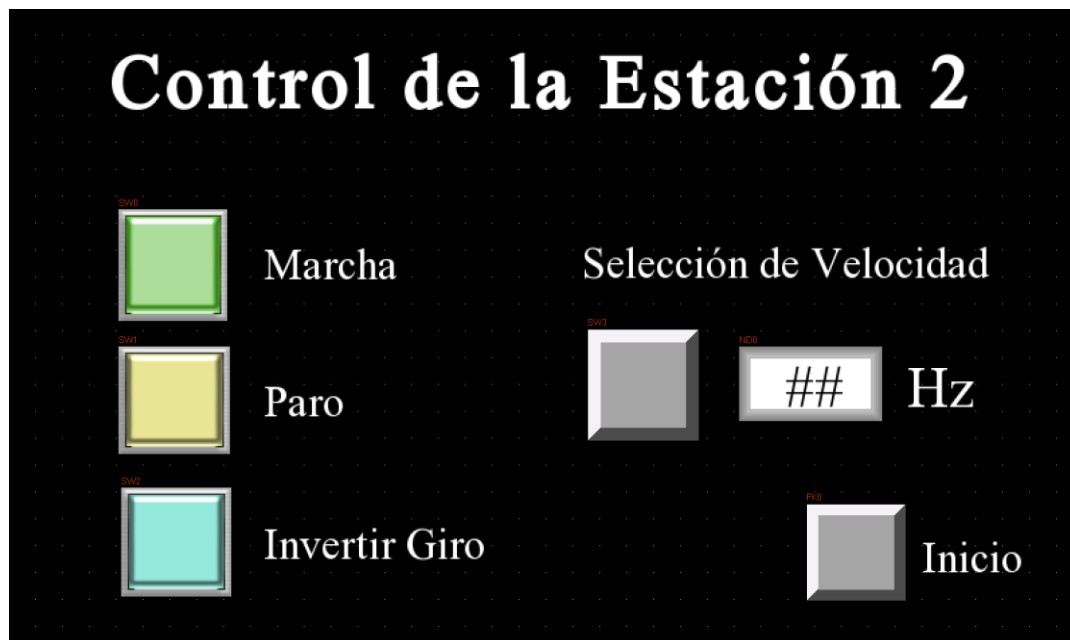 Control de la Estación 2
SW0
Marcha
Selección de Velocidad
SW1
SW3
ND0
Paro
## Hz
SW2
Invertir Giro
FK0
Inicio